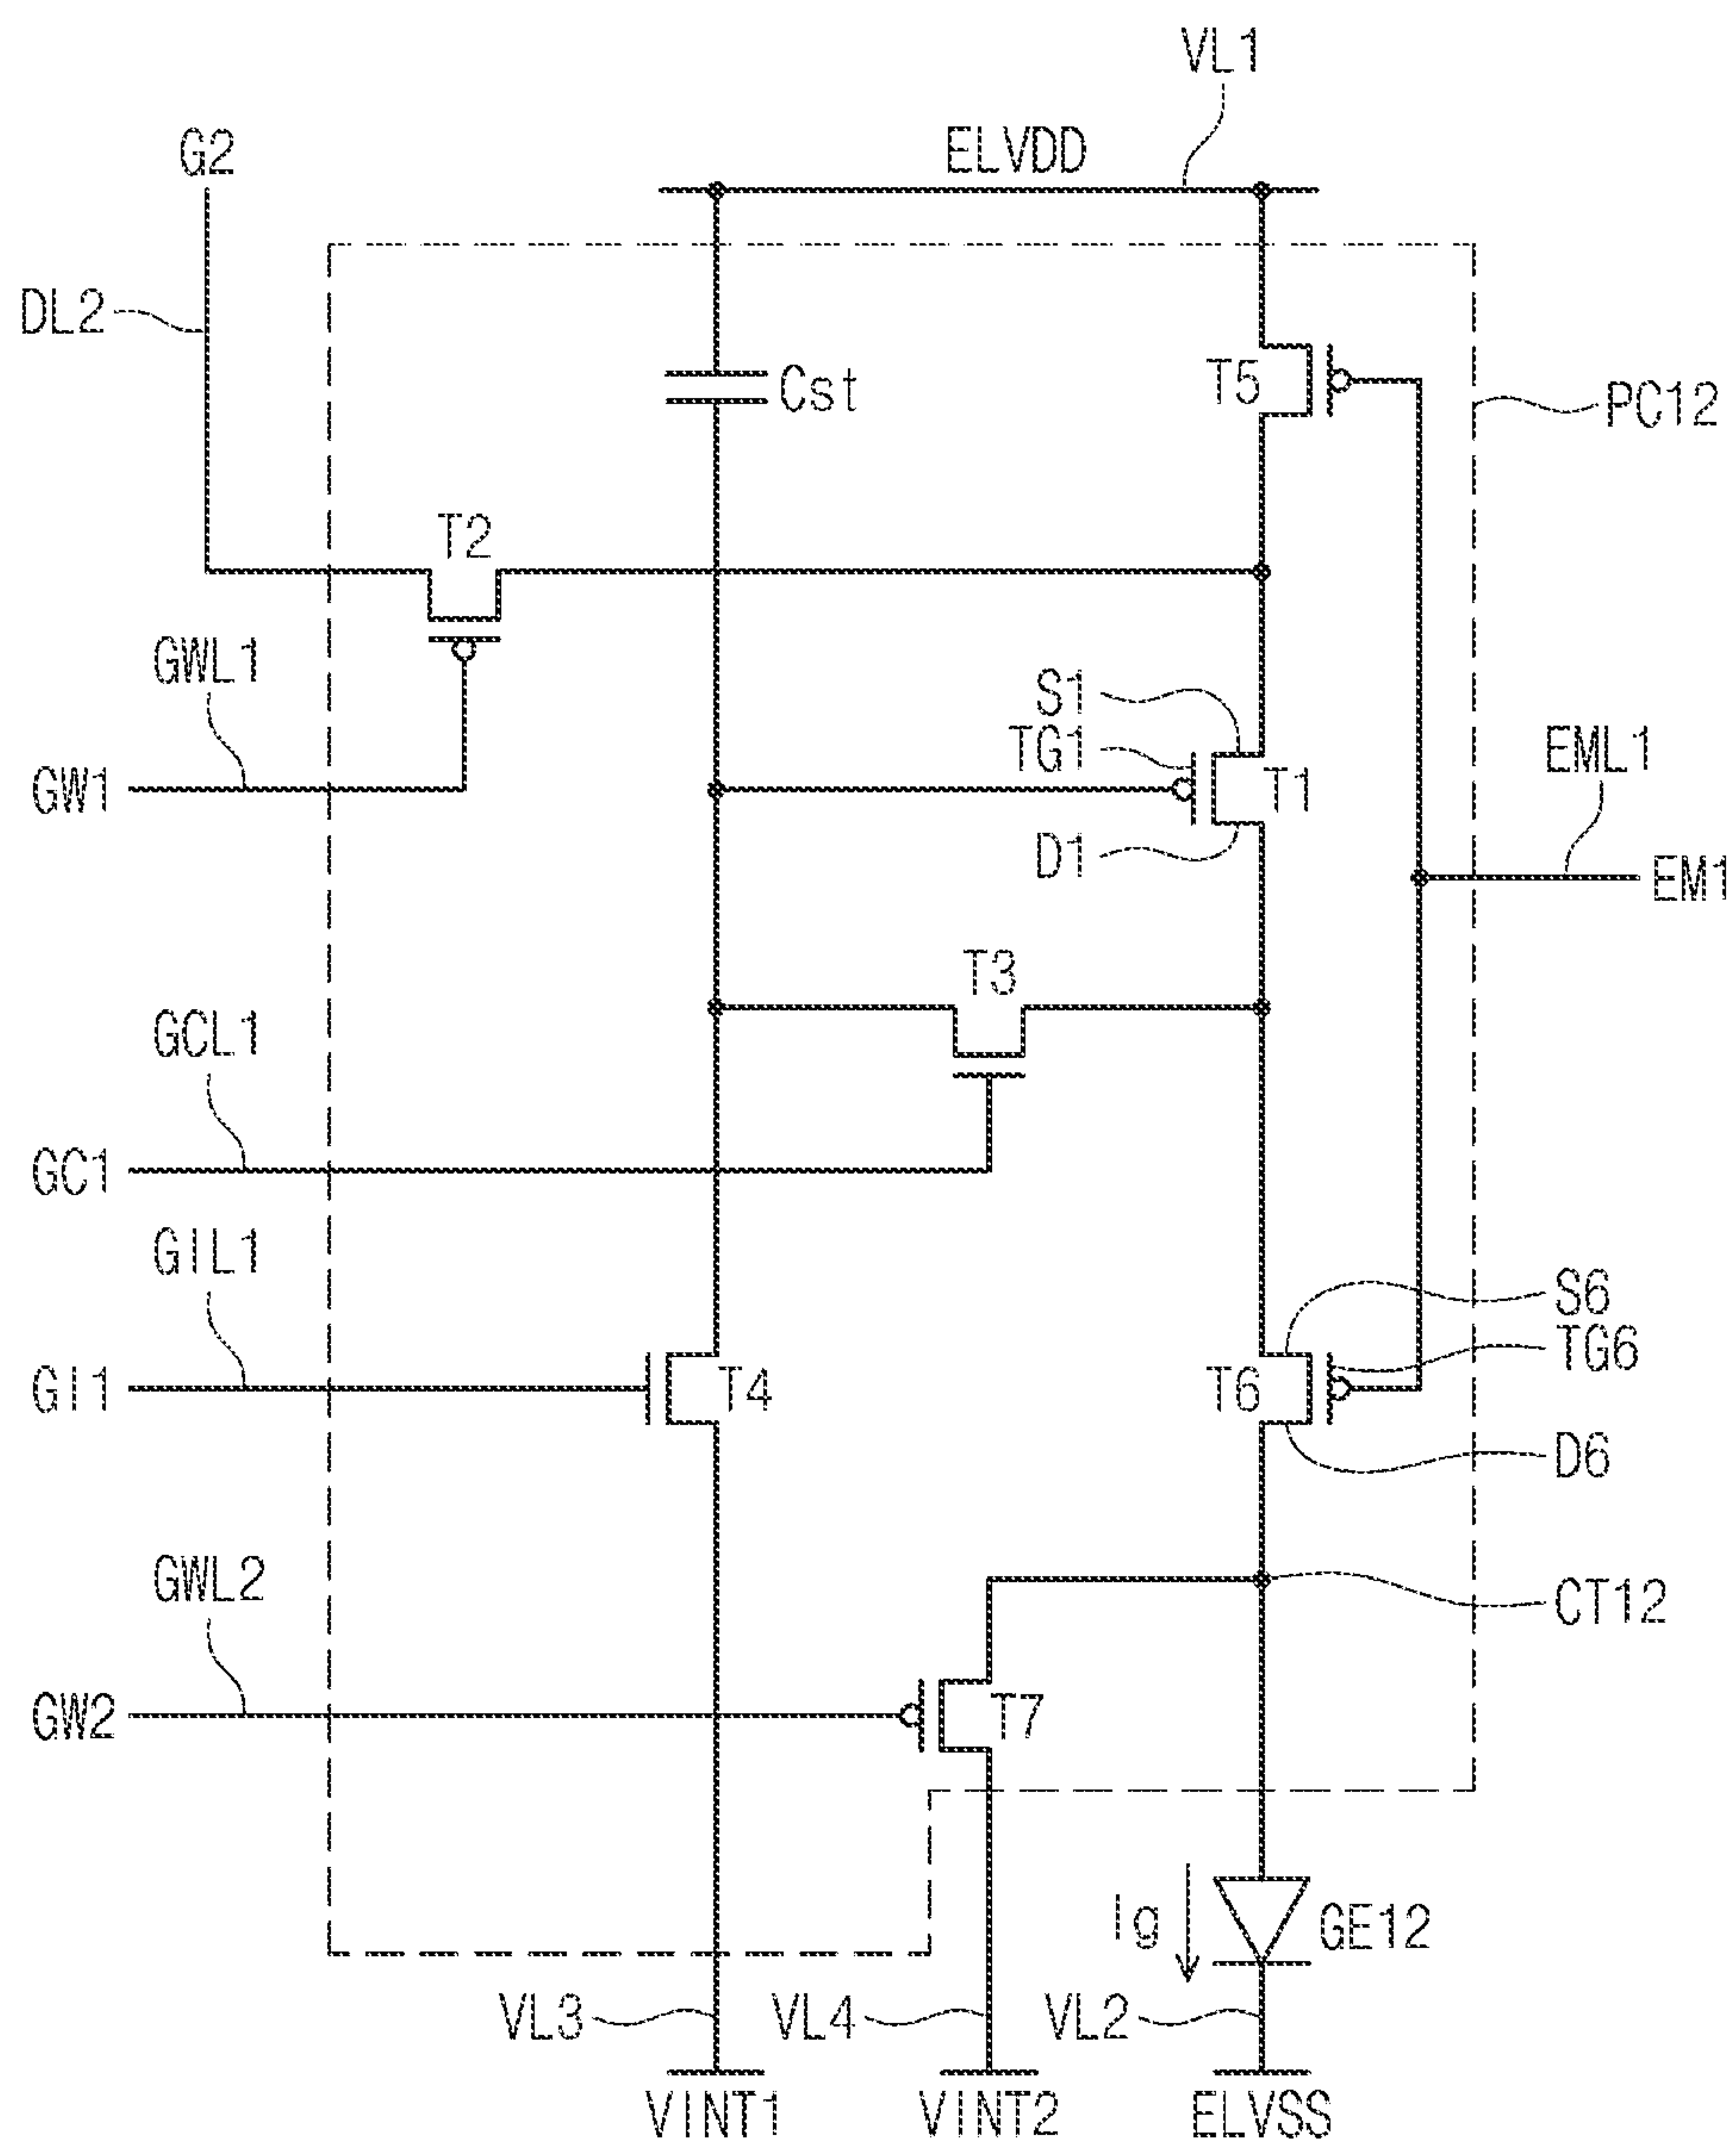 VL1
G2
ELVDD
DL2
Cst
T5
PC12
T2
GWL1
S1
TG1
T1
EML1
GW1
D1
EM1
T3
GCL1
GC1
GIL1
S6
TG6
GI1
T4
T6
D6
GWL2
CT12
GW2
T7
Ig
GE12
VL3
VL4
VL2
VINT1
VINT2
ELVSS